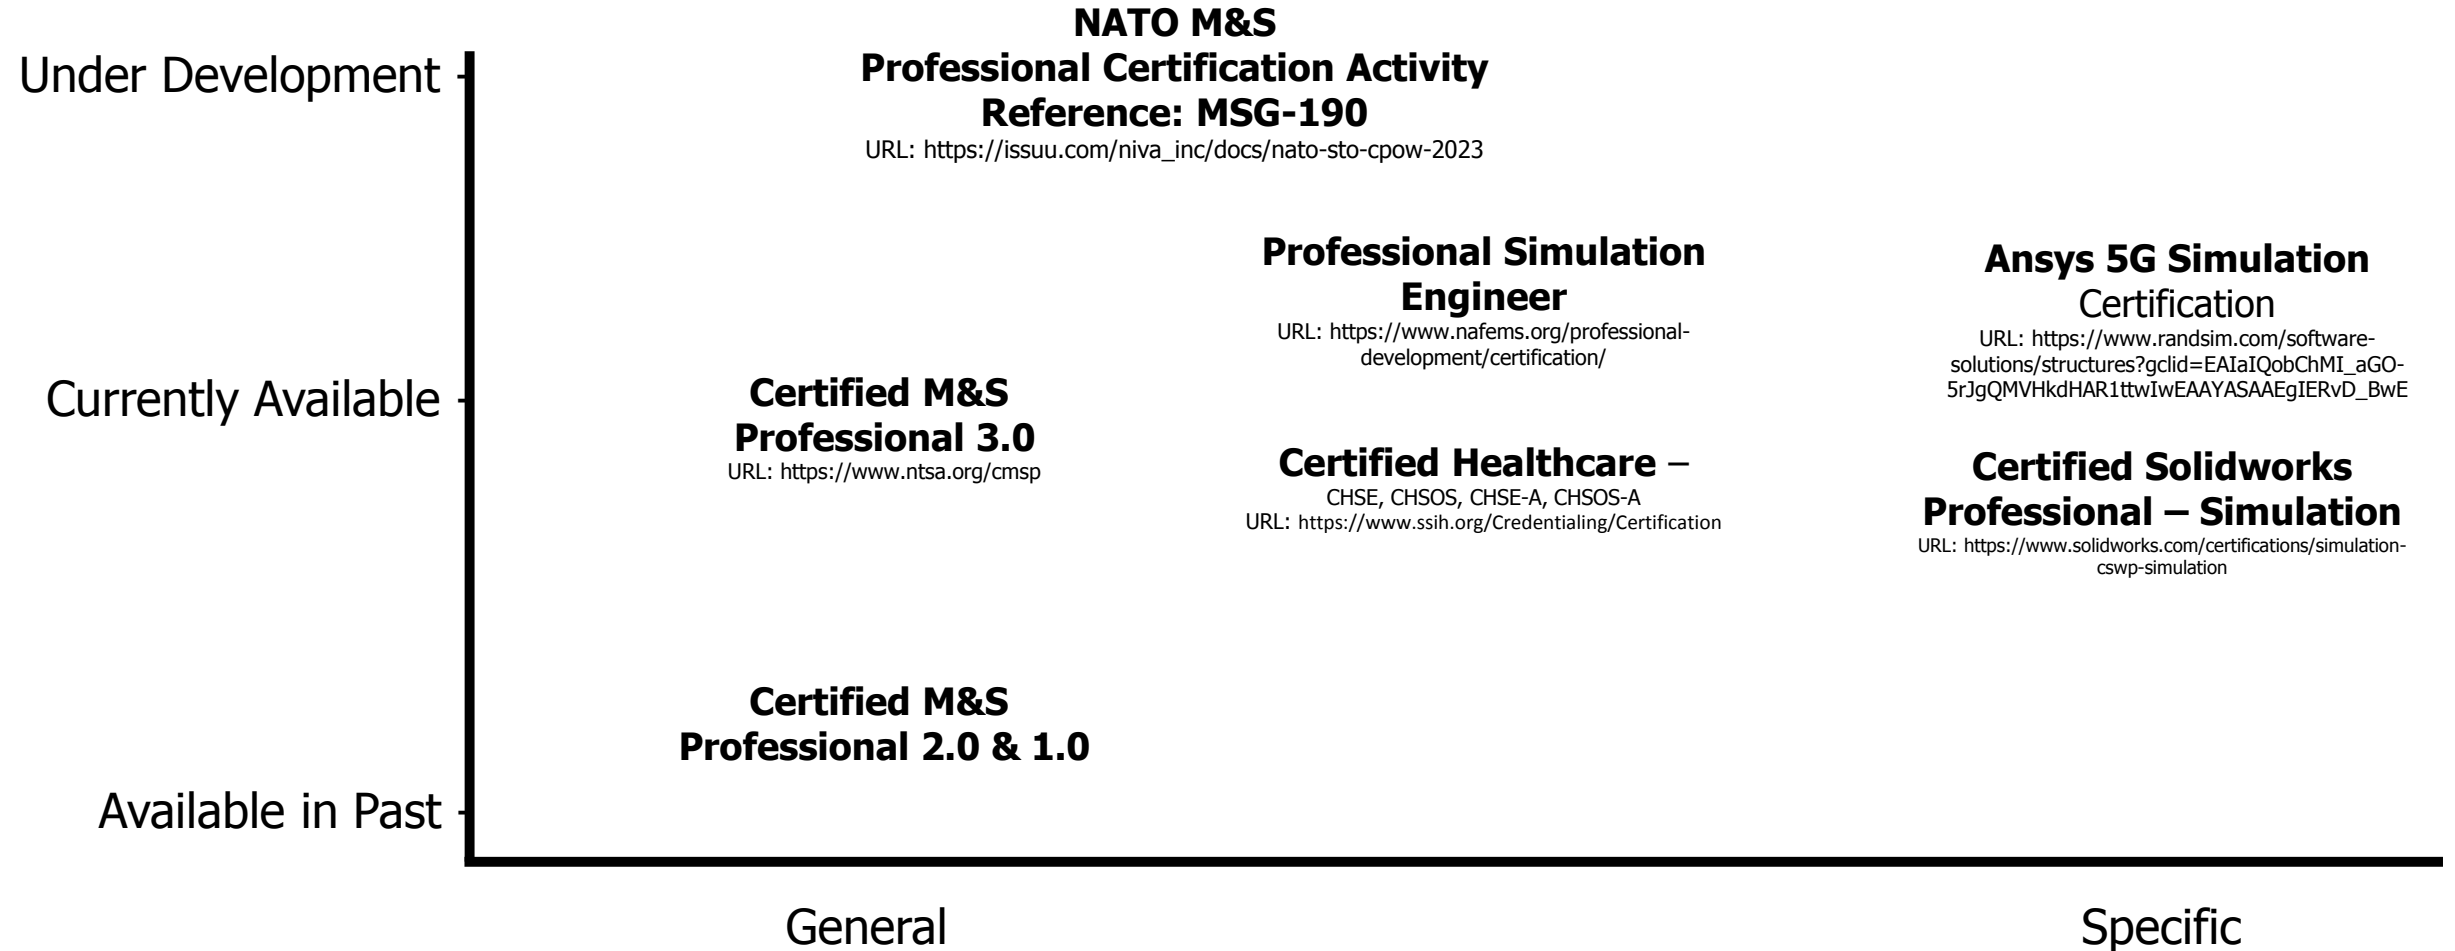 NATO M&S
Professional Certification Activity
Reference: MSG-190
URL: https://issuu.com/niva_inc/docs/nato-sto-cpow-2023
Under Development
Professional Simulation
Engineer
URL: https://www.nafems.org/professional-
development/certification/
Ansys 5G Simulation
Certification
URL: https://www.randsim.com/software-
solutions/structures?gclid=EAIaIQobChMI_aGO-
5rJgQMVHkdHAR1ttwIwEAAYASAAEgIERvD_BwE
Currently Available
Certified M&S
Professional 3.0
URL: https://www.ntsa.org/cmsp
Certified Healthcare –
CHSE, CHSOS, CHSE-A, CHSOS-A
URL: https://www.ssih.org/Credentialing/Certification
Certified Solidworks
Professional – Simulation
URL: https://www.solidworks.com/certifications/simulation-
cswp-simulation
Certified M&S
Professional 2.0 & 1.0
Available in Past
General
Specific